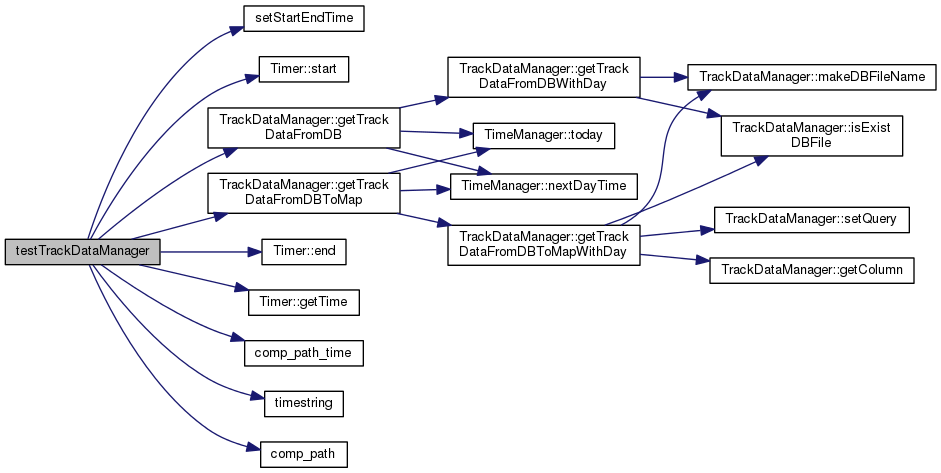 testTrackDataManager
setStartEndTime
Timer::start
TrackDataManager::getTrack
DataFromDB
TrackDataManager::getTrack
DataFromDBToMap
Timer::end
Timer::getTime
comp_path_time
timestring
comp_path
TrackDataManager::getTrack
DataFromDBWithDay
TimeManager::today
TimeManager::nextDayTime
TrackDataManager::getTrack
DataFromDBToMapWithDay
TrackDataManager::makeDBFileName
TrackDataManager::isExist
DBFile
TrackDataManager::setQuery
TrackDataManager::getColumn